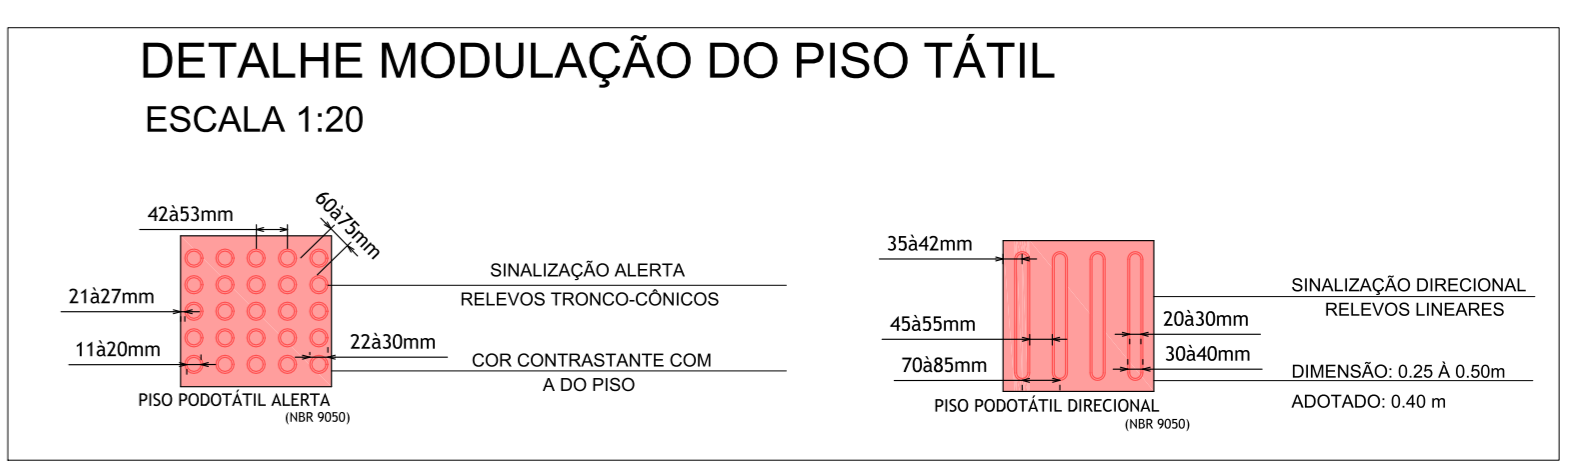 DETALHE MODULAÇÃO DO PISO TÁTIL
ESCALA 1:20
42à53mm
60à75mm
21à27mm
11à20mm
22à30mm
SINALIZAÇÃO ALERTA
RELEVOS TRONCO-CÔNICOS
COR CONTRASTANTE COM
A DO PISO
PISO PODOTÁTIL ALERTA
(NBR 9050)
35à42mm
45à55mm
70à85mm
20à30mm
30à40mm
SINALIZAÇÃO DIRECIONAL
RELEVOS LINEARES
DIMENSÃO: 0.25 À 0.50m
ADOTADO: 0.40 m
PISO PODOTÁTIL DIRECIONAL
(NBR 9050)